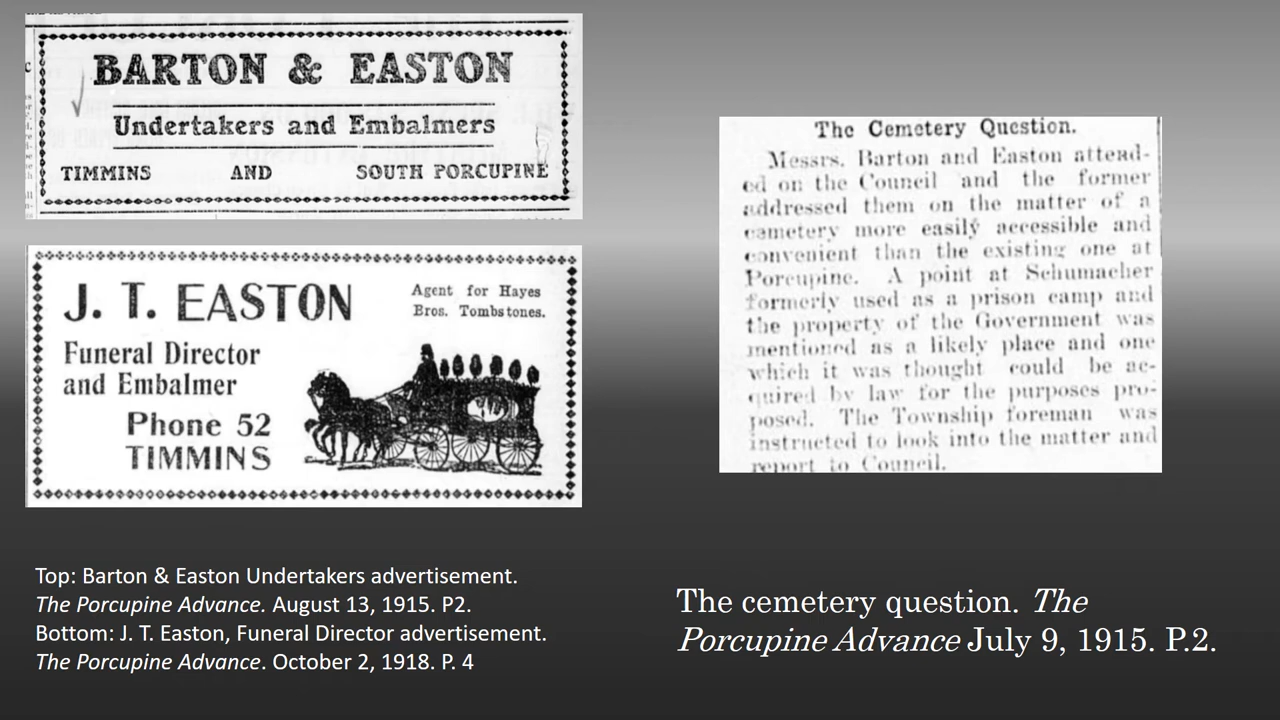 BARTON & EASTON
Undertakers and Embalmers
TIMMINS AND SOUTH PORCUPINE
J. T. EASTON
Agent for Hayes
Bros. Tombstones.
Funeral Director
and Embalmer
Phone 52
TIMMINS
Top: Barton & Easton Undertakers advertisement.
The Porcupine Advance. August 13, 1915. P2.
Bottom: J. T. Easton, Funeral Director advertisement.
The Porcupine Advance. October 2, 1918. P. 4
The Cemetery Question.
Messrs. Barton and Easton attend-
ed on the Council and the former
addressed them on the matter of a
cemetery more easily accessible and
convenient than the existing one at
Porcupine. A point at Schumacher
formerly used as a prison camp and
the property of the Government was
mentioned as a likely place and one
which it was thought could be ac-
quired by law for the purposes pro-
posed. The Township foreman was
instructed to look into the matter and
report to Council.
The cemetery question. The
Porcupine Advance July 9, 1915. P.2.